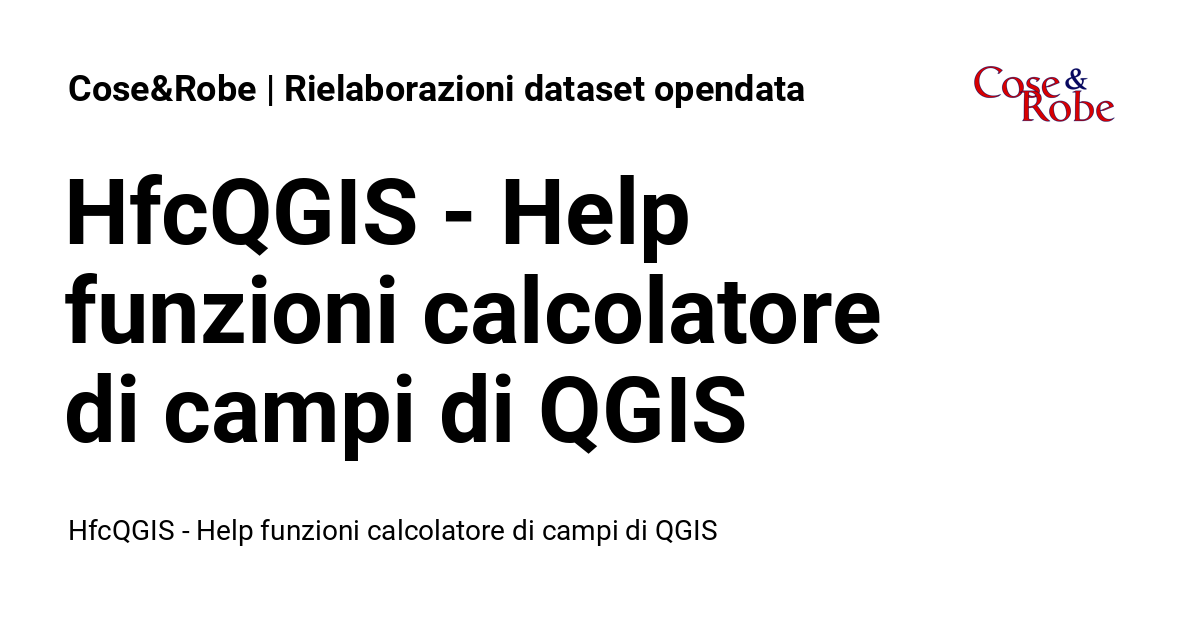 Cose&Robe | Rielaborazioni dataset opendata
Cose &
Robe
HfcQGIS - Help
funzioni calcolatore
di campi di QGIS
HfcQGIS - Help funzioni calcolatore di campi di QGIS